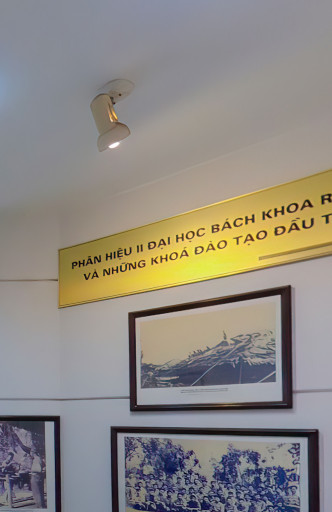 PHÂN HIỆU II ĐẠI HỌC BÁCH KHOA R
VÀ NHỮNG KHOÁ ĐÀO TẠO ĐẦU T